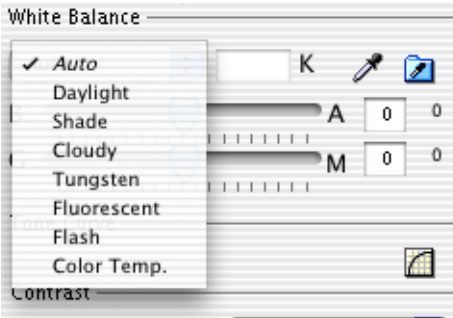 White Balance
✓ Auto
K
Daylight
A 0 0
Shade
Cloudy
Tungsten
M 0 0
Fluorescent
Flash
Color Temp.
Contrast